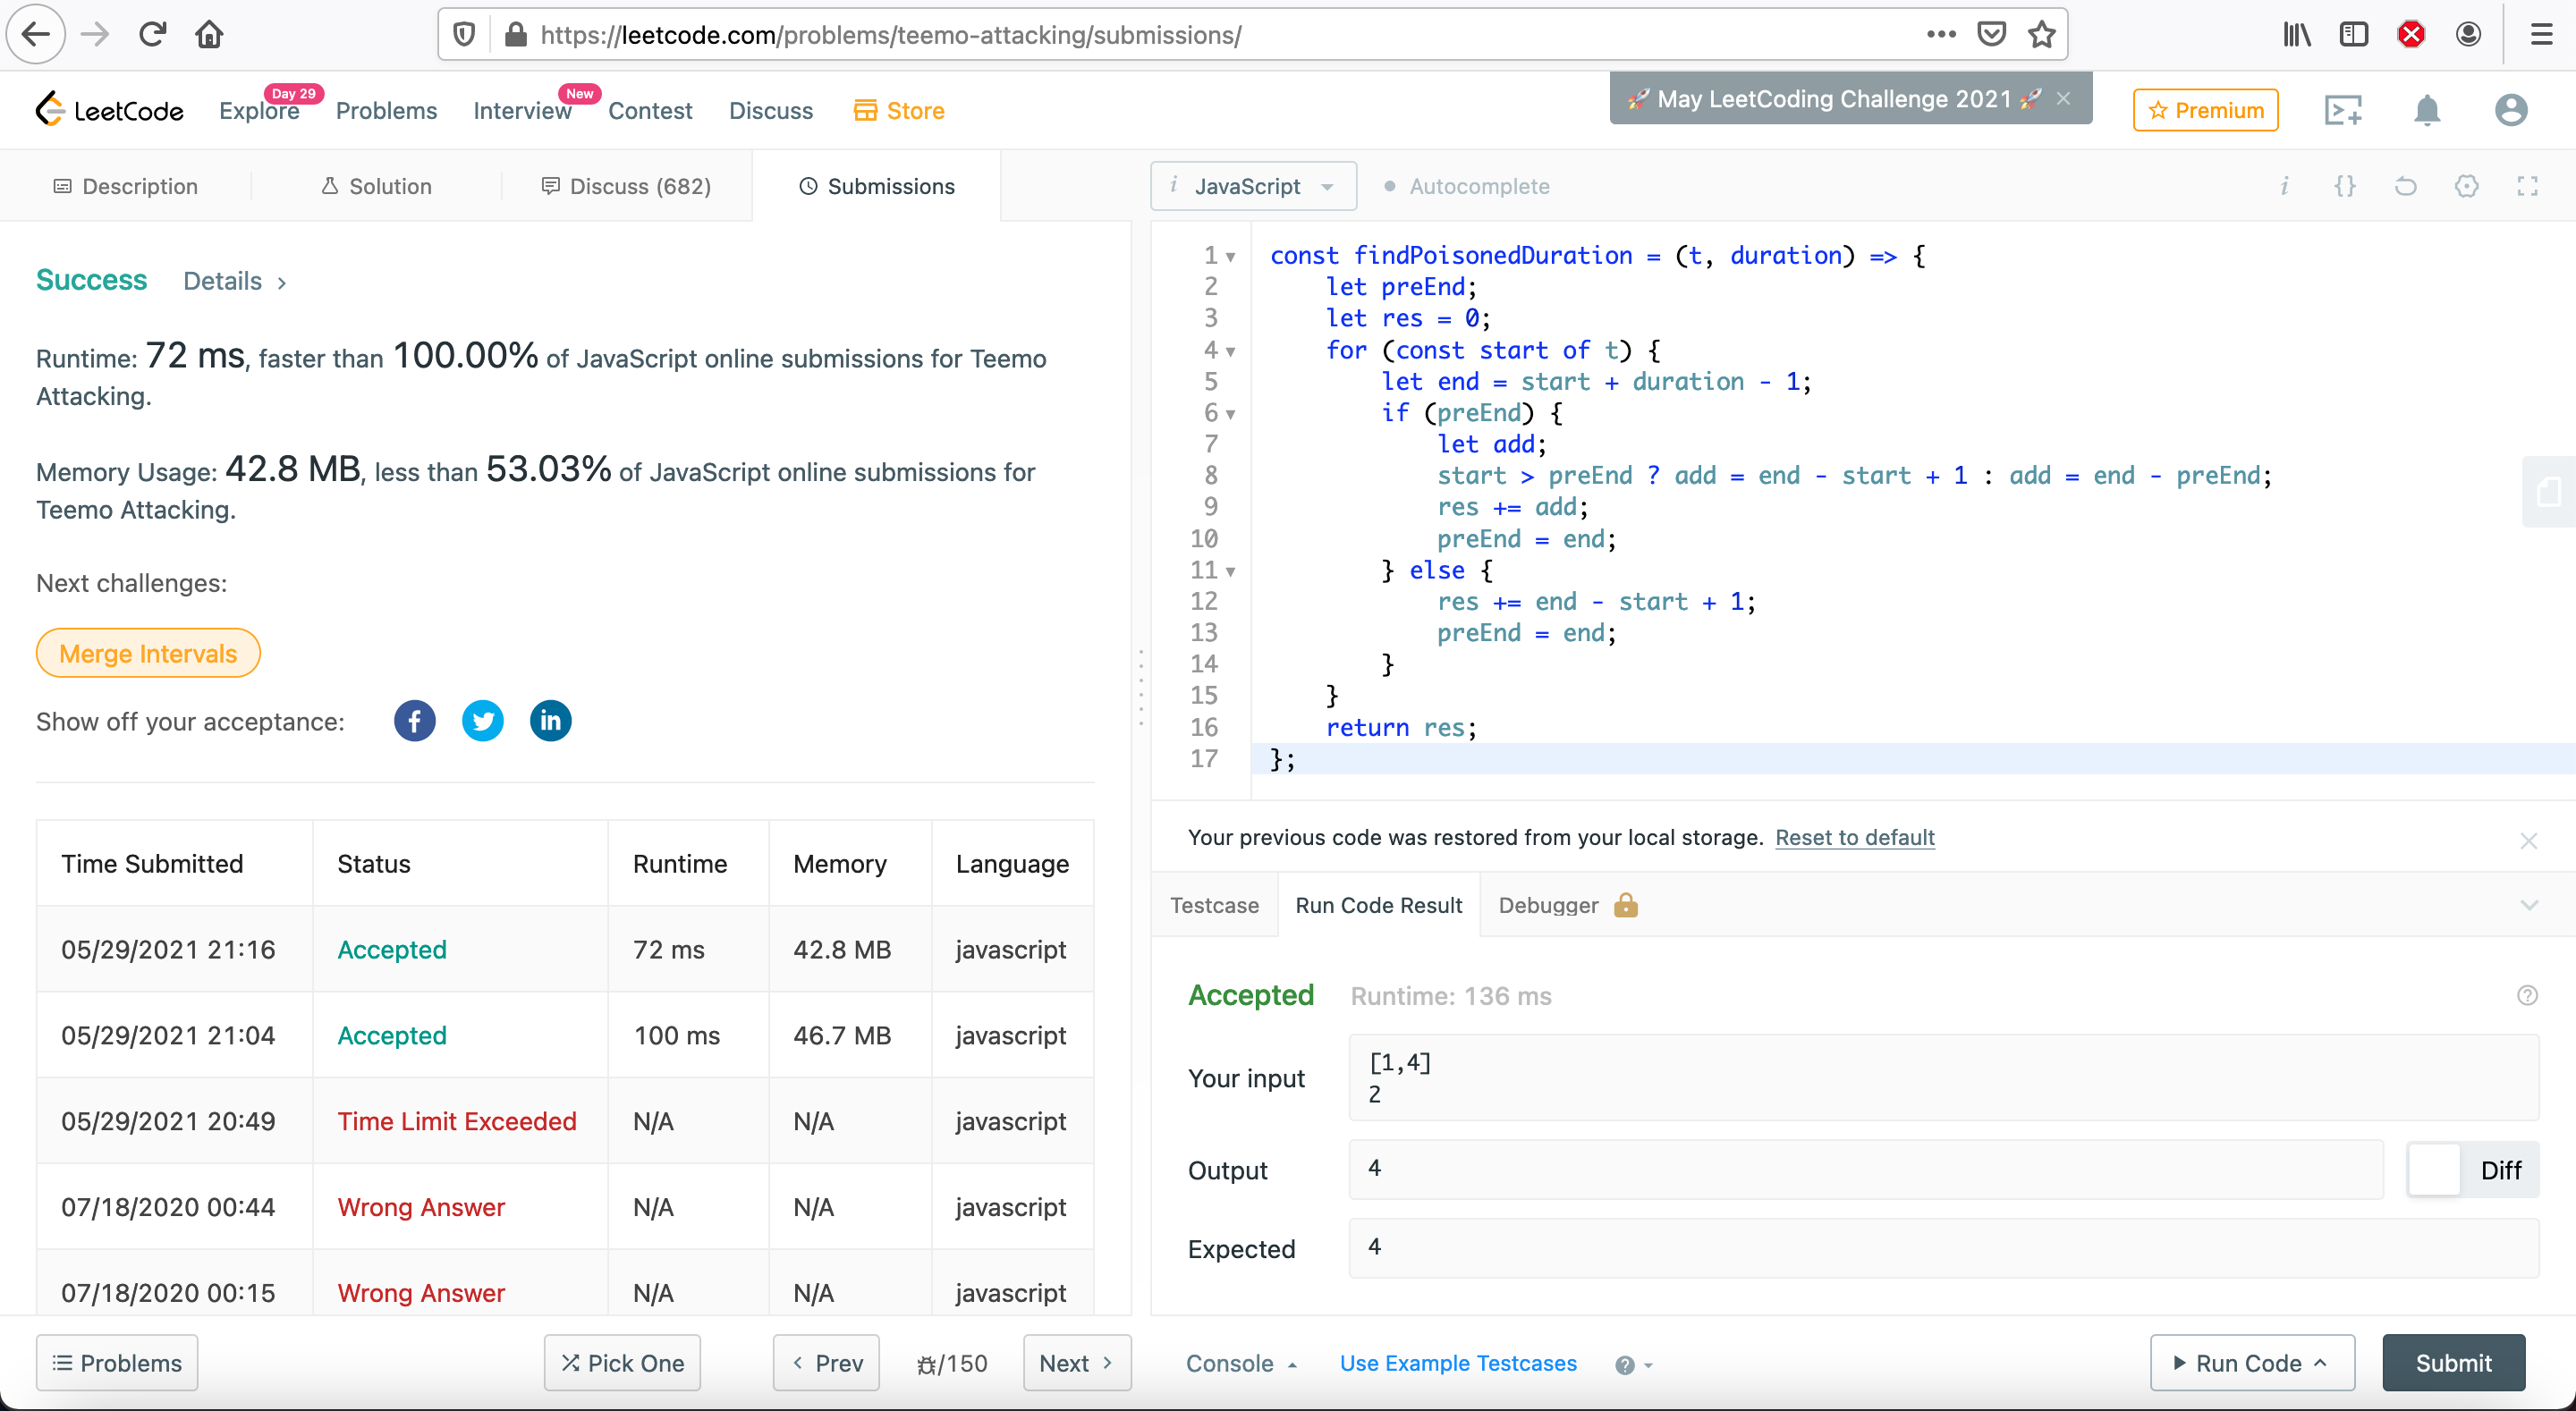 https://leetcode.com/problems/teemo-attacking/submissions/
LeetCode
Explore
Day 29
Problems
Interview
New
Contest
Discuss
Store
🚀 May LeetCoding Challenge 2021 🚀 ×
Premium
Description
Solution
Discuss (682)
Submissions
i JavaScript
Autocomplete
i {}
Success Details >
Runtime: 72 ms, faster than 100.00% of JavaScript online submissions for Teemo
Attacking.
Memory Usage: 42.8 MB, less than 53.03% of JavaScript online submissions for
Teemo Attacking.
Next challenges:
Merge Intervals
Show off your acceptance:
Time Submitted Status Runtime Memory Language
05/29/2021 21:16 Accepted 72 ms 42.8 MB javascript
05/29/2021 21:04 Accepted 100 ms 46.7 MB javascript
05/29/2021 20:49 Time Limit Exceeded N/A N/A javascript
07/18/2020 00:44 Wrong Answer N/A N/A javascript
07/18/2020 00:15 Wrong Answer N/A N/A javascript
1 const findPoisonedDuration = (t, duration) => {
2 let preEnd;
3 let res = 0;
4 for (const start of t) {
5 let end = start + duration - 1;
6 if (preEnd) {
7 let add;
8 start > preEnd ? add = end - start + 1 : add = end - preEnd;
9 res += add;
10 preEnd = end;
11 } else {
12 res += end - start + 1;
13 preEnd = end;
14 }
15 }
16 return res;
17 };
Your previous code was restored from your local storage. Reset to default
Testcase
Run Code Result
Debugger
Accepted Runtime: 136 ms
Your input
[1,4]
2
Output
4
Diff
Expected
4
Problems
Pick One
< Prev
/150
Next >
Console
Use Example Testcases
Run Code
Submit